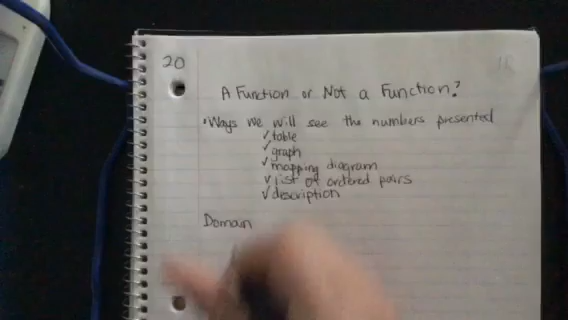 20
A Function or Not a Function?
•Ways we will see the numbers presented
✓table
✓graph
✓mapping diagram
✓list of ordered pairs
✓description
Domain